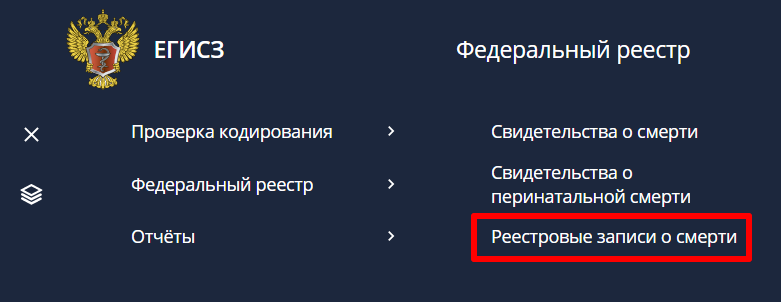 ЕГИСЗ
Федеральный реестр
Проверка кодирования
Федеральный реестр
Отчёты
Свидетельства о смерти
Свидетельства о
перинатальной смерти
Реестровые записи о смерти